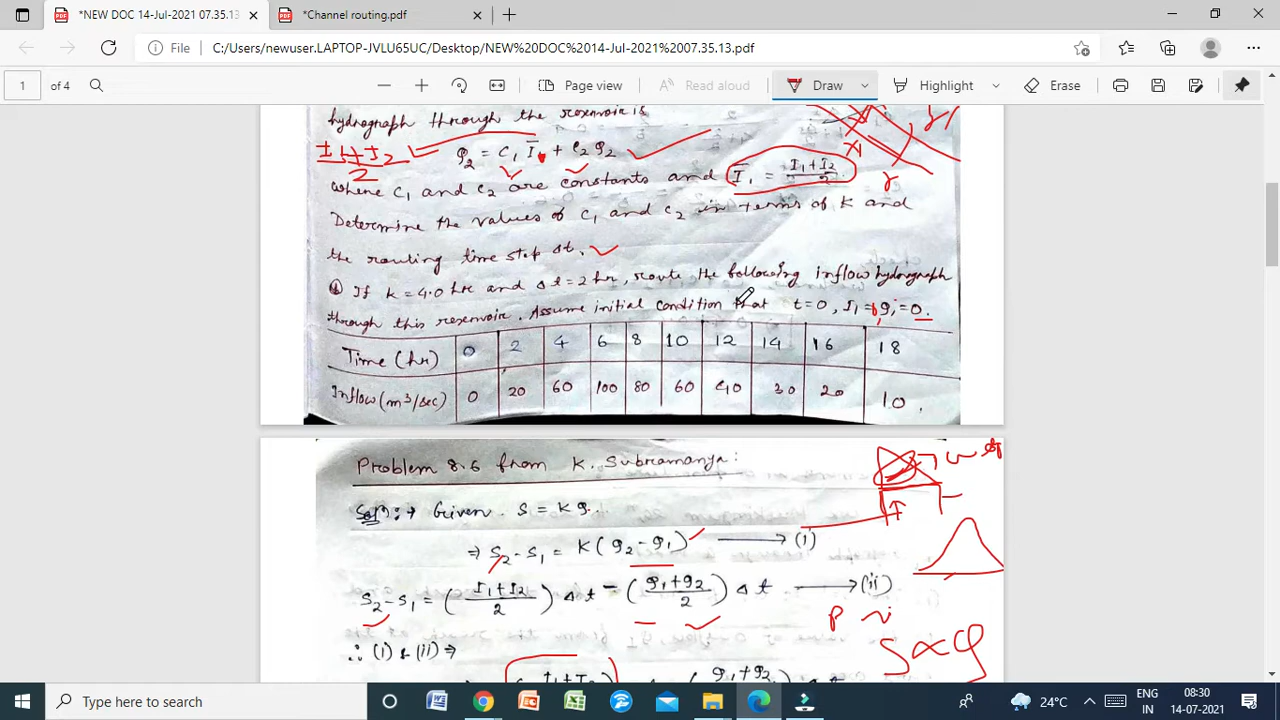 *NEW DOC 14-Jul-2021 07.35.13.p
*Channel routing.pdf
File
C:/Users/newuser.LAPTOP-JVLU65UC/Desktop/NEW%20DOC%2014-Jul-2021%2007.35.13.pdf
1 of 4
Page view
Read aloud
Draw
Highlight
Erase
hydrograph through the reservoir is
I1+I2 / 2
Q2 = C1 I̅1 + C2 Q2
where C1 and C2 are constants and I̅1 = (I1+I2)/2
Determine the values of C1 and C2 in terms of K and
the routing time step Δt.
If K = 4.0 hrs and Δt = 2 hr, route the following inflow hydrograph
through this reservoir. Assume initial condition that t=0, I1 = Q1 = 0.
Time (hr) 0 2 4 6 8 10 12 14 16 18
Inflow (m³/sec) 0 20 60 100 80 60 40 30 20 10.
Problem 8.6 from K. Subramanya:
Soln :→ Given. S = K Q.
⇒ S2 - S1 = K (Q2 - Q1) → (i)
S2 - S1 = (I1+I2 / 2) Δt - (Q1+Q2 / 2) Δt → (ii)
S∝Q
∴ (i) & (ii) ⇒
Type here to search
24°C
ENG
IN
08:30
14-07-2021